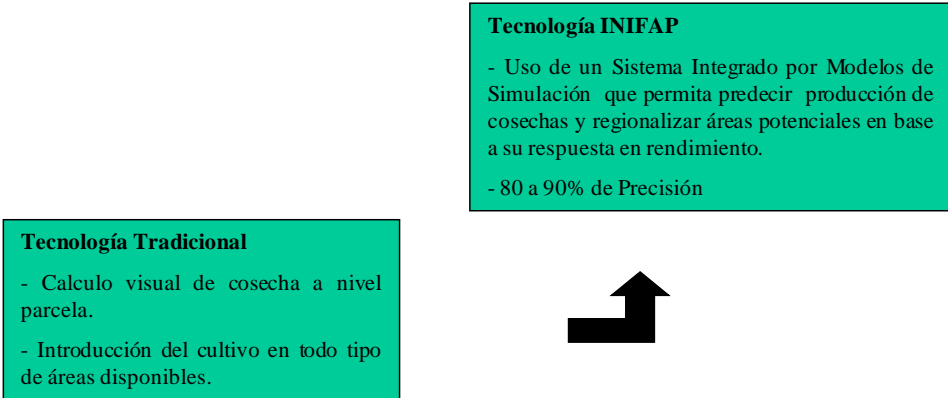 Tecnología INIFAP
- Uso de un Sistema Integrado por Modelos de
Simulación que permita predecir producción de
cosechas y regionalizar áreas potenciales en base
a su respuesta en rendimiento.
- 80 a 90% de Precisión
Tecnología Tradicional
- Calculo visual de cosecha a nivel
parcela.
- Introducción del cultivo en todo tipo
de áreas disponibles.